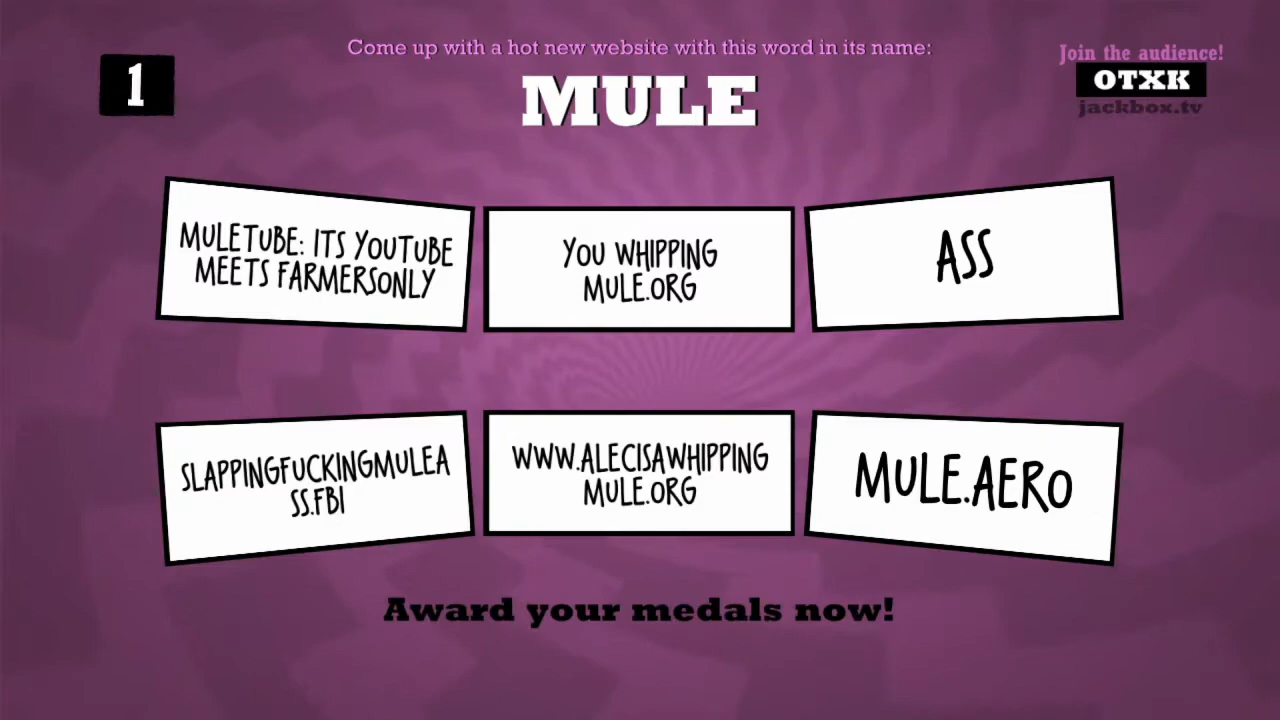 Come up with a hot new website with this word in its name:
MULE
1
Join the audience!
OTXK
jackbox.tv
MULETUBE: ITS YOUTUBE
MEETS FARMERSONLY
YOU WHIPPING
MULE.ORG
ASS
SLAPPINGFUCKINGMULEA
SS.FBI
WWW.ALECISAWHIPPING
MULE.ORG
MULE.AERO
Award your medals now!